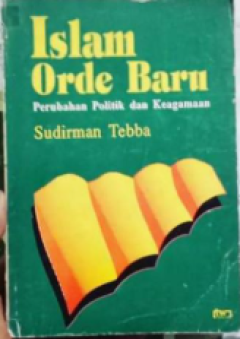 Islam
Orde Baru
Perubahan Politik dan Keagamaan
Sudirman Tebba